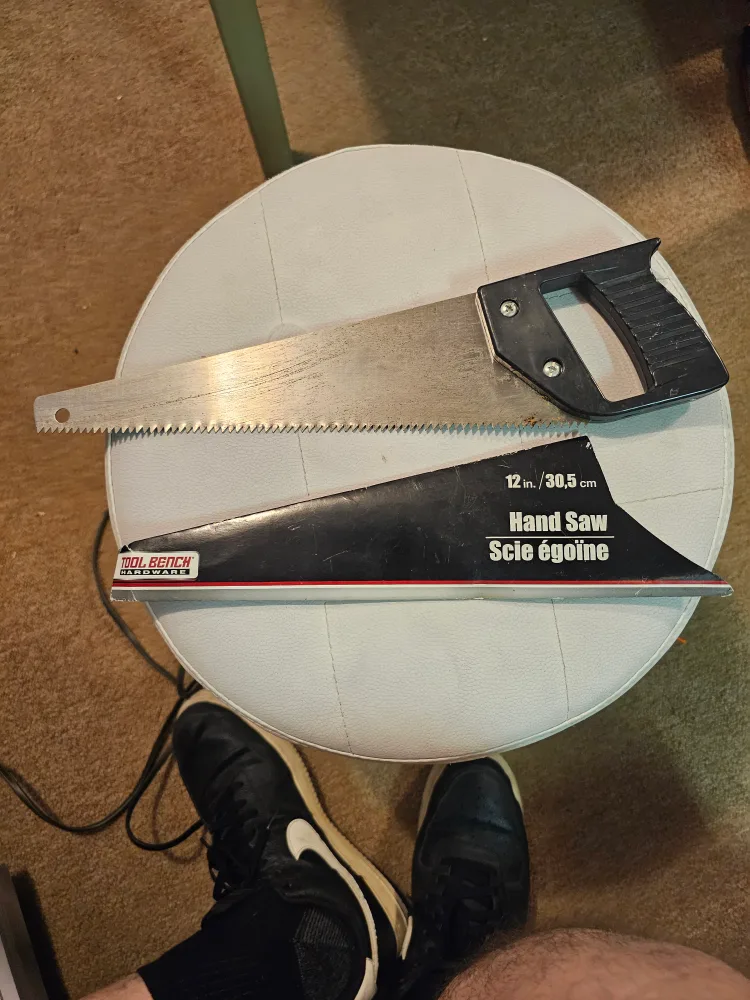 12 in. / 30,5 cm
Hand Saw
Scie égoïne
TOOL BENCH
HARDWARE